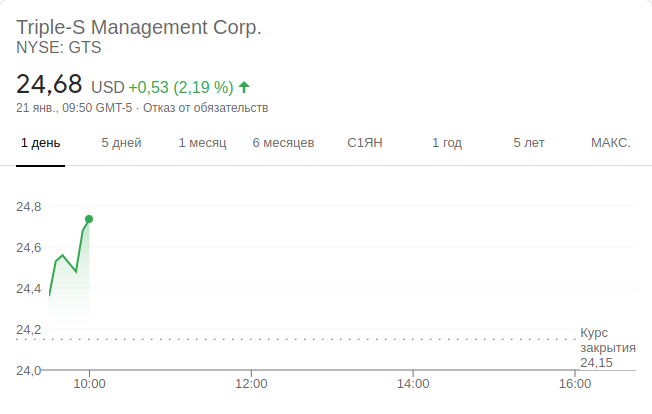 Triple-S Management Corp.
NYSE: GTS
24,68 USD +0,53 (2,19 %)
21 янв., 09:50 GMT-5 · Отказ от обязательств
1 день 5 дней 1 месяц 6 месяцев С1ЯН 1 год 5 лет МАКС.
24,8
24,6
24,4
24,2
Курс
закрытия
24,15
24,0
10:00 12:00 14:00 16:00